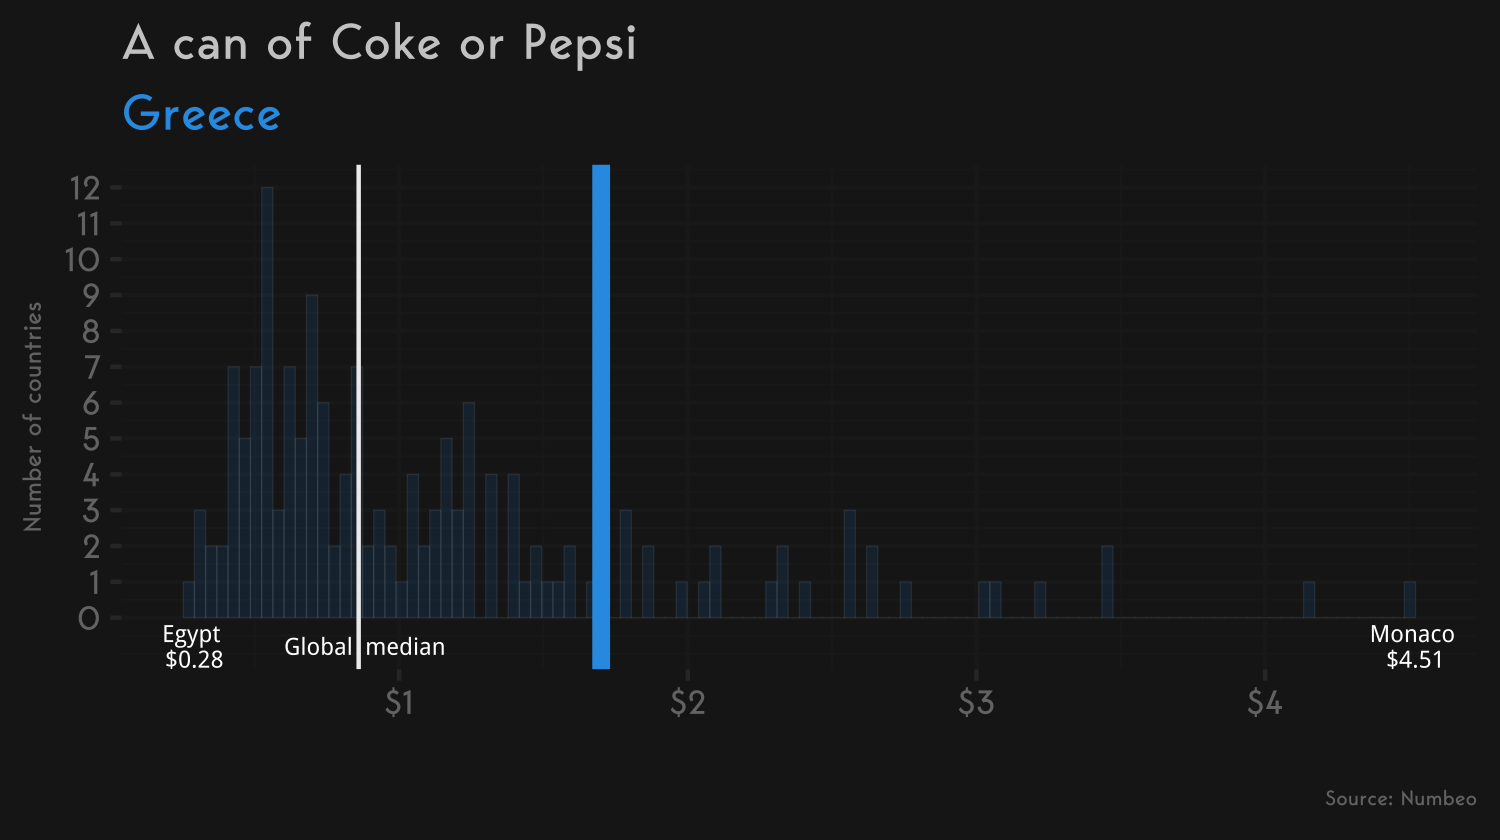 A can of Coke or Pepsi
Greece
Number of countries
12
11
10
9
8
7
6
5
4
3
2
1
0
Egypt
$0.28
Global median
Monaco
$4.51
$1 $2 $3 $4
Source: Numbeo